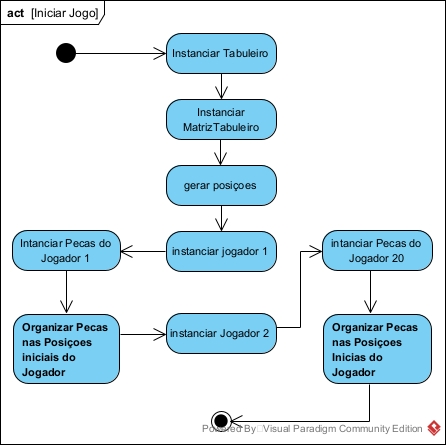 act [Iniciar Jogo]
Instanciar Tabuleiro
Instanciar
MatrizTabuleiro
gerar posiçoes
instanciar jogador 1
Intanciar Pecas do
Jogador 1
intanciar Pecas do
Jogador 20
Organizar Pecas
nas Posiçoes
iniciais do
Jogador
instanciar Jogador 2
Organizar Pecas
nas Posiçoes
Inicias do
Jogador
Powered By Visual Paradigm Community Edition